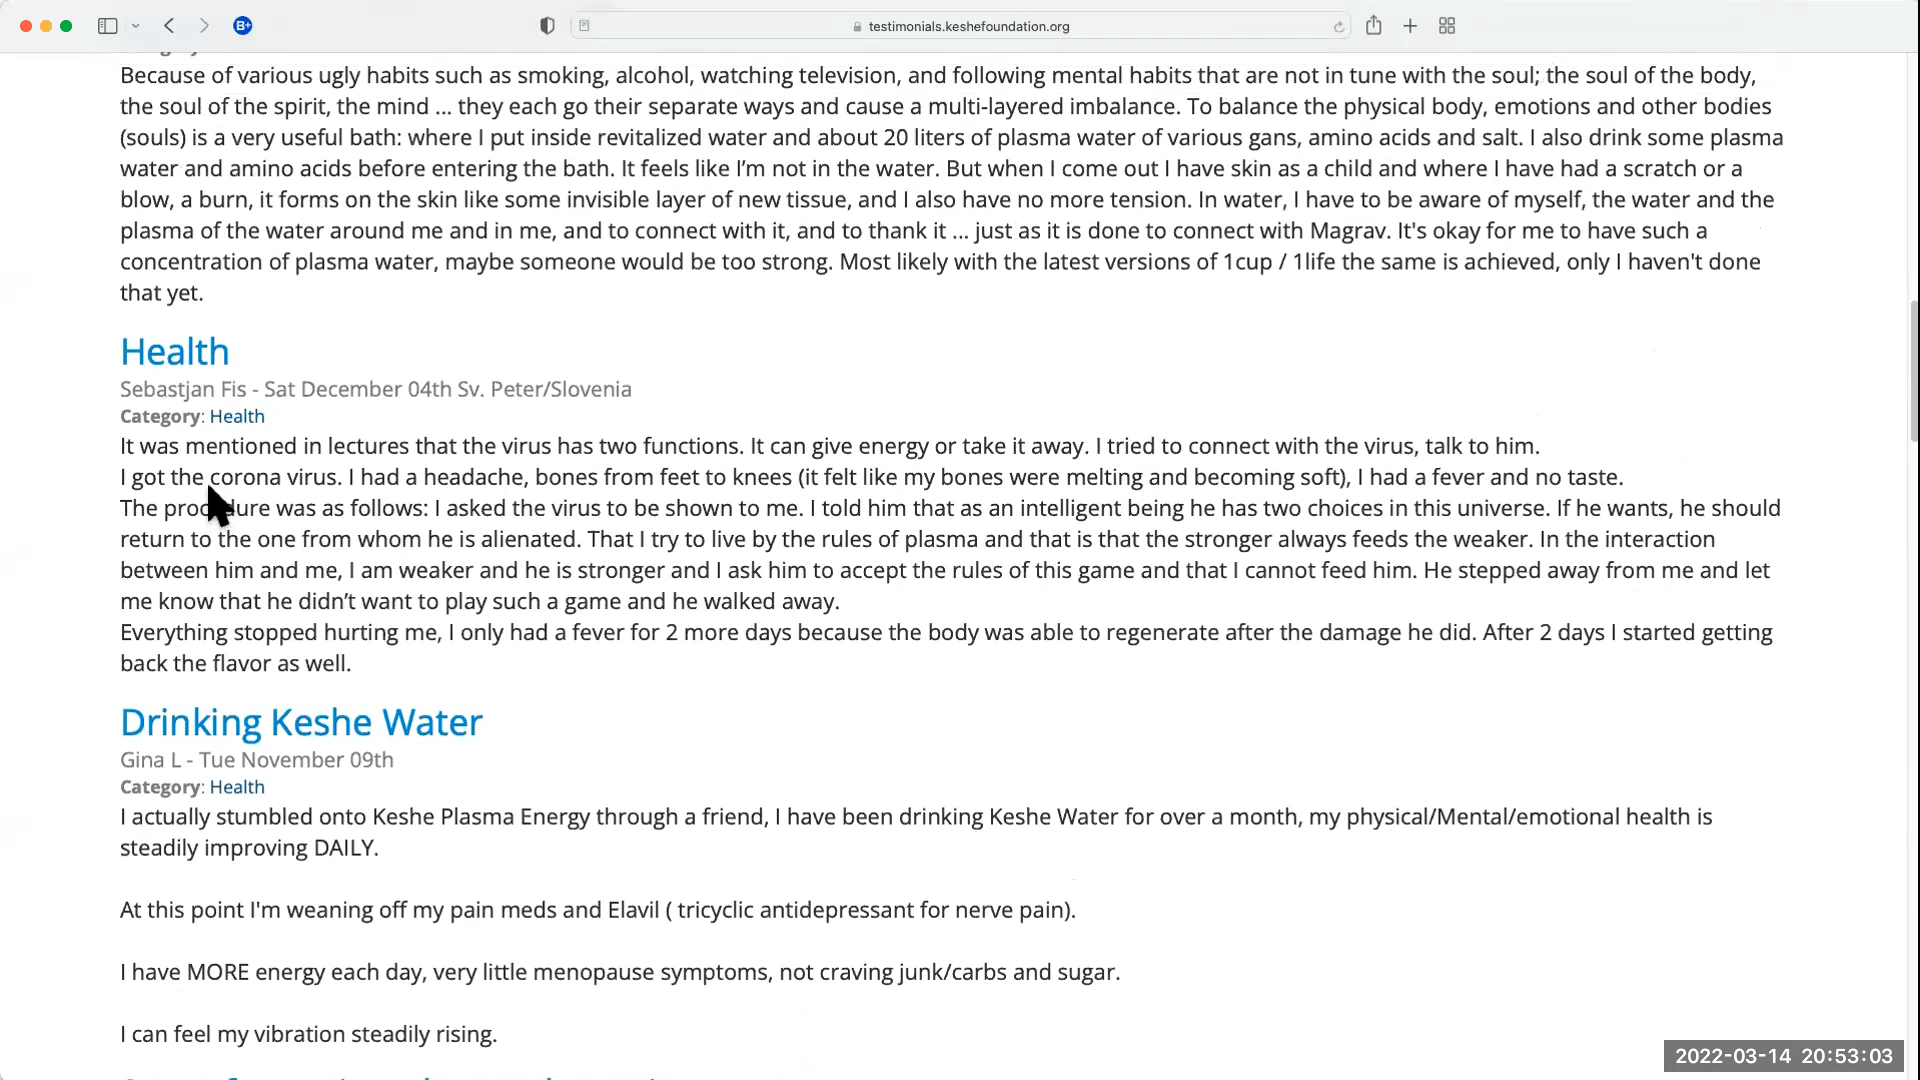 testimonials.keshefoundation.org
Because of various ugly habits such as smoking, alcohol, watching television, and following mental habits that are not in tune with the soul; the soul of the body,
the soul of the spirit, the mind ... they each go their separate ways and cause a multi-layered imbalance. To balance the physical body, emotions and other bodies
(souls) is a very useful bath: where I put inside revitalized water and about 20 liters of plasma water of various gans, amino acids and salt. I also drink some plasma
water and amino acids before entering the bath. It feels like I’m not in the water. But when I come out I have skin as a child and where I have had a scratch or a
blow, a burn, it forms on the skin like some invisible layer of new tissue, and I also have no more tension. In water, I have to be aware of myself, the water and the
plasma of the water around me and in me, and to connect with it, and to thank it ... just as it is done to connect with Magrav. It's okay for me to have such a
concentration of plasma water, maybe someone would be too strong. Most likely with the latest versions of 1cup / 1life the same is achieved, only I haven't done
that yet.
Health
Sebastjan Fis - Sat December 04th Sv. Peter/Slovenia
Category: Health
It was mentioned in lectures that the virus has two functions. It can give energy or take it away. I tried to connect with the virus, talk to him.
I got the corona virus. I had a headache, bones from feet to knees (it felt like my bones were melting and becoming soft), I had a fever and no taste.
The procedure was as follows: I asked the virus to be shown to me. I told him that as an intelligent being he has two choices in this universe. If he wants, he should
return to the one from whom he is alienated. That I try to live by the rules of plasma and that is that the stronger always feeds the weaker. In the interaction
between him and me, I am weaker and he is stronger and I ask him to accept the rules of this game and that I cannot feed him. He stepped away from me and let
me know that he didn’t want to play such a game and he walked away.
Everything stopped hurting me, I only had a fever for 2 more days because the body was able to regenerate after the damage he did. After 2 days I started getting
back the flavor as well.
Drinking Keshe Water
Gina L - Tue November 09th
Category: Health
I actually stumbled onto Keshe Plasma Energy through a friend, I have been drinking Keshe Water for over a month, my physical/Mental/emotional health is
steadily improving DAILY.
At this point I'm weaning off my pain meds and Elavil ( tricyclic antidepressant for nerve pain).
I have MORE energy each day, very little menopause symptoms, not craving junk/carbs and sugar.
I can feel my vibration steadily rising.
2022-03-14 20:53:03